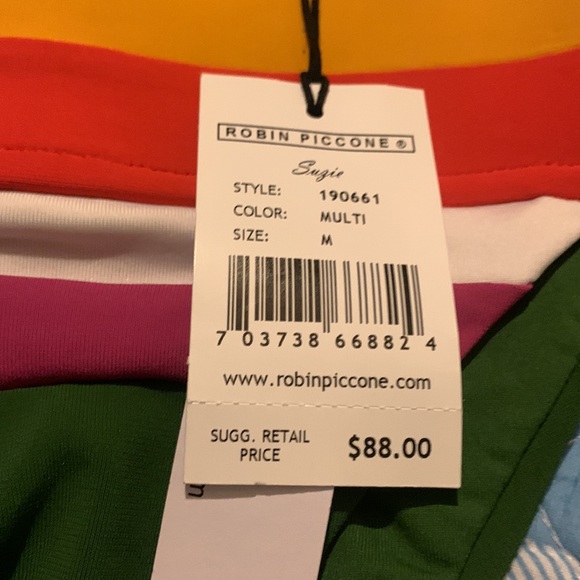 ROBIN PICCONE ®
Suzie
STYLE: 190661
COLOR: MULTI
SIZE: M
7 03738 66882 4
www.robinpiccone.com
SUGG. RETAIL
PRICE
$88.00